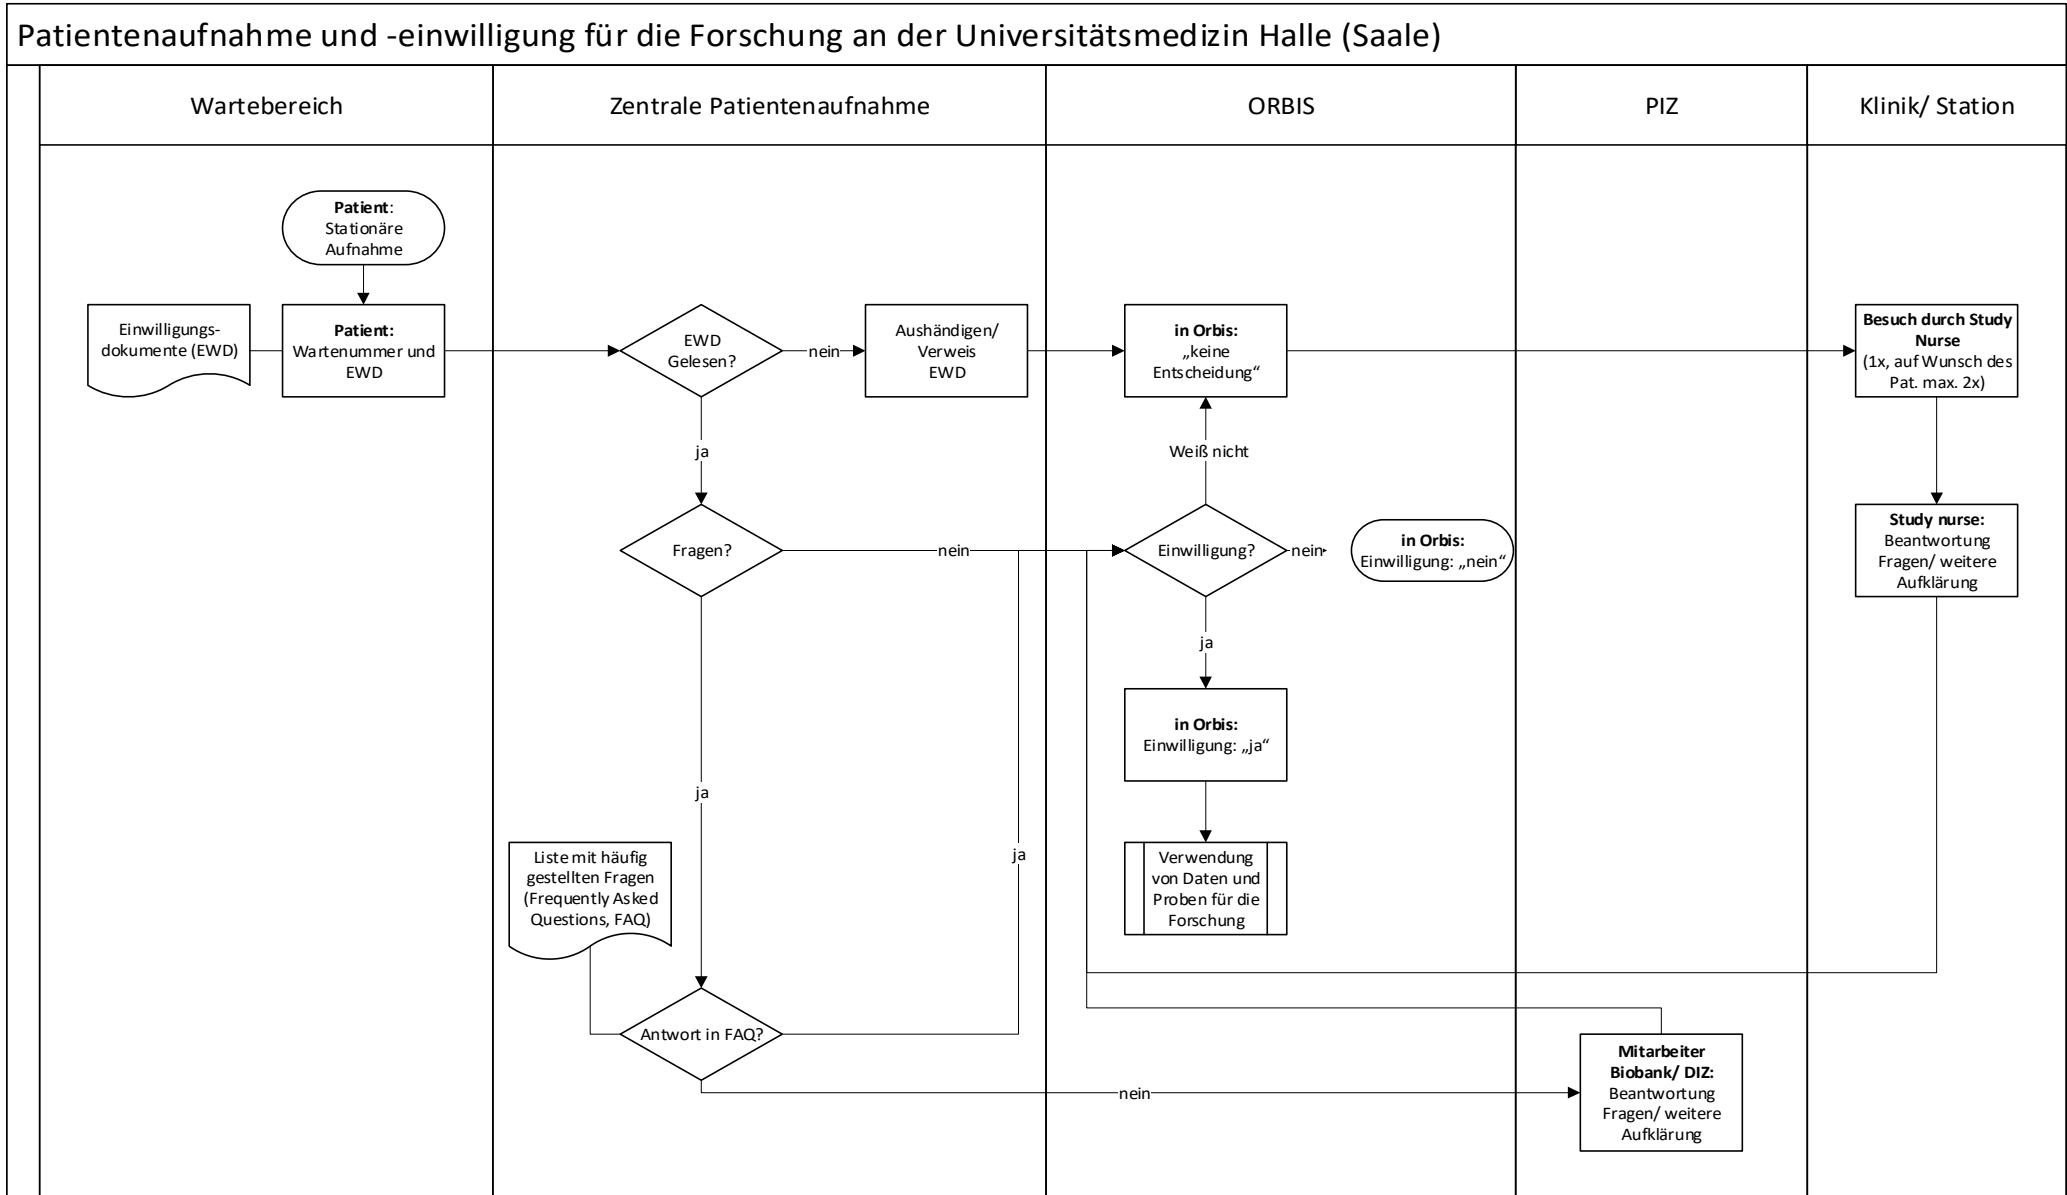 Patientenaufnahme und -einwilligung für die Forschung an der Universitätsmedizin Halle (Saale)
Wartebereich
Zentrale Patientenaufnahme
ORBIS
PIZ
Klinik/ Station
Patient:
Stationäre
Aufnahme
Einwilligungs-
dokumente (EWD)
Patient:
Wartenummer und
EWD
EWD
Gelesen?
nein
Aushändigen/
Verweis
EWD
in Orbis:
„keine
Entscheidung“
Besuch durch Study
Nurse
(1x, auf Wunsch des
Pat. max. 2x)
ja
Weiß nicht
Fragen?
nein
Einwilligung?
nein
in Orbis:
Einwilligung: „nein“
Study nurse:
Beantwortung
Fragen/ weitere
Aufklärung
ja
in Orbis:
Einwilligung: „ja“
ja
ja
Liste mit häufig
gestellten Fragen
(Frequently Asked
Questions, FAQ)
Verwendung
von Daten und
Proben für die
Forschung
Antwort in FAQ?
nein
Mitarbeiter
Biobank/ DIZ:
Beantwortung
Fragen/ weitere
Aufklärung